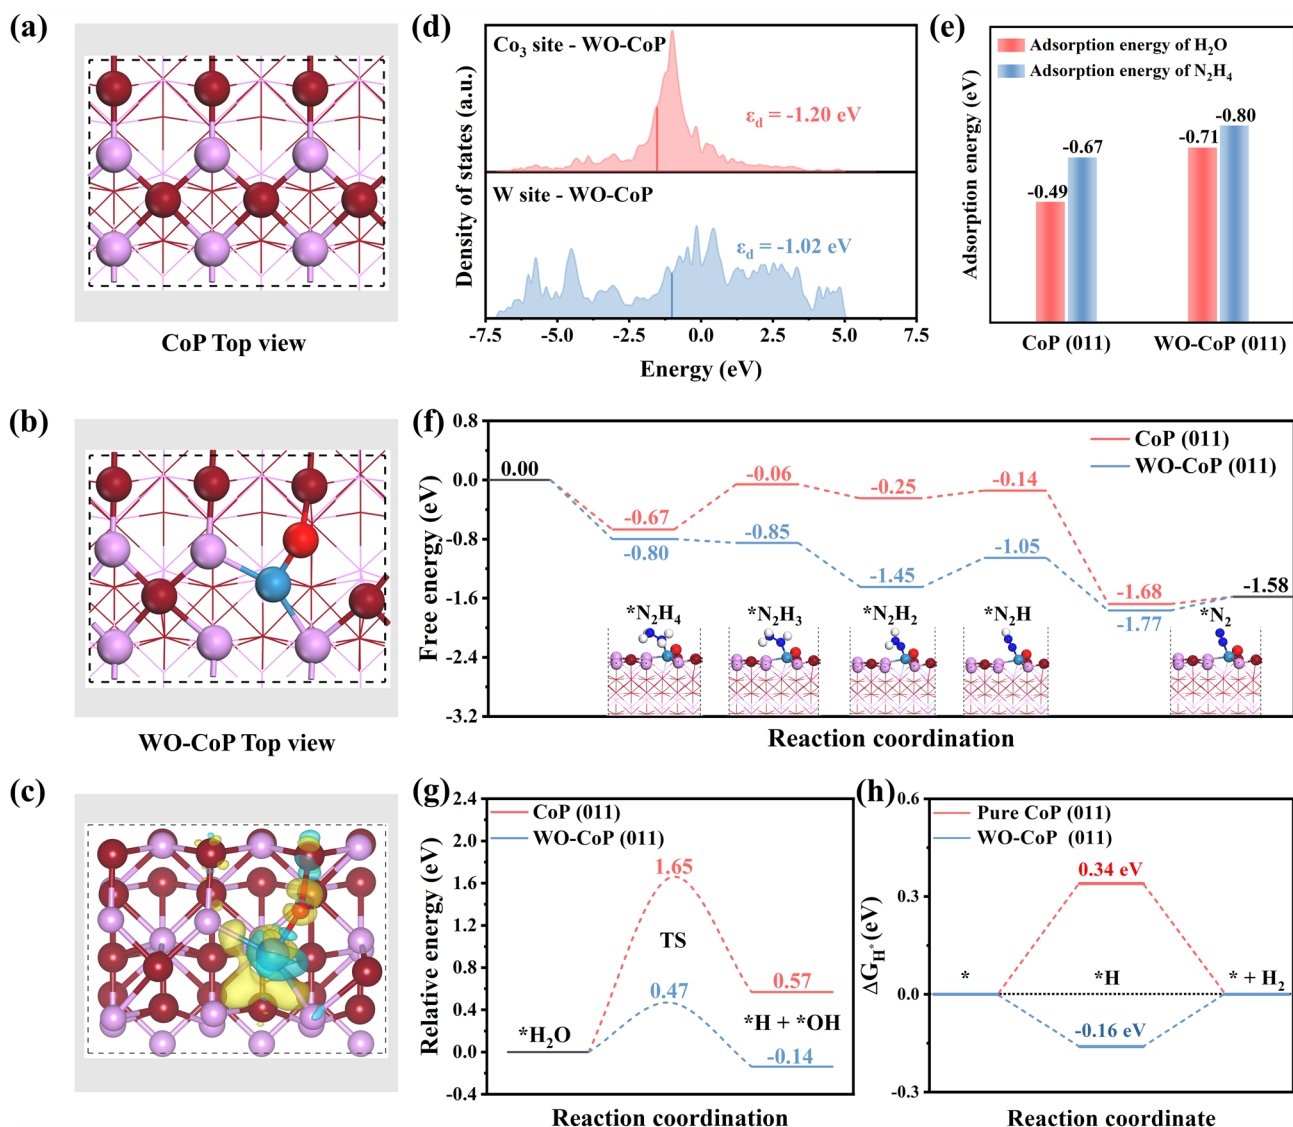 (a)
CoP Top view
(b)
WO-CoP Top view
(c)
(d)
Co₃ site - WO-CoP
εd = -1.20 eV
W site - WO-CoP
εd = -1.02 eV
Density of states (a.u.)
-7.5 -5.0 -2.5 0.0 2.5 5.0 7.5
Energy (eV)
(e)
Adsorption energy of H₂O
Adsorption energy of N₂H₄
Adsorption energy (eV)
-0.49
-0.67
-0.71
-0.80
CoP (011) WO-CoP (011)
(f)
CoP (011)
WO-CoP (011)
Free energy (eV)
0.8
0.0
-0.8
-1.6
-2.4
-3.2
0.00
-0.67
-0.80
-0.06
-0.85
-0.25
-1.45
-0.14
-1.05
-1.68
-1.77
-1.58
*N₂H₄ *N₂H₃ *N₂H₂ *N₂H *N₂
Reaction coordination
(g)
CoP (011)
WO-CoP (011)
Relative energy (eV)
2.4
2.0
1.6
1.2
0.8
0.4
0.0
-0.4
1.65
TS
0.47
0.57
*H₂O
*H + *OH
-0.14
Reaction coordination
(h)
Pure CoP (011)
WO-CoP (011)
ΔG_H* (eV)
0.6
0.3
0.0
-0.3
0.34 eV
* *H * + H₂
-0.16 eV
Reaction coordinate